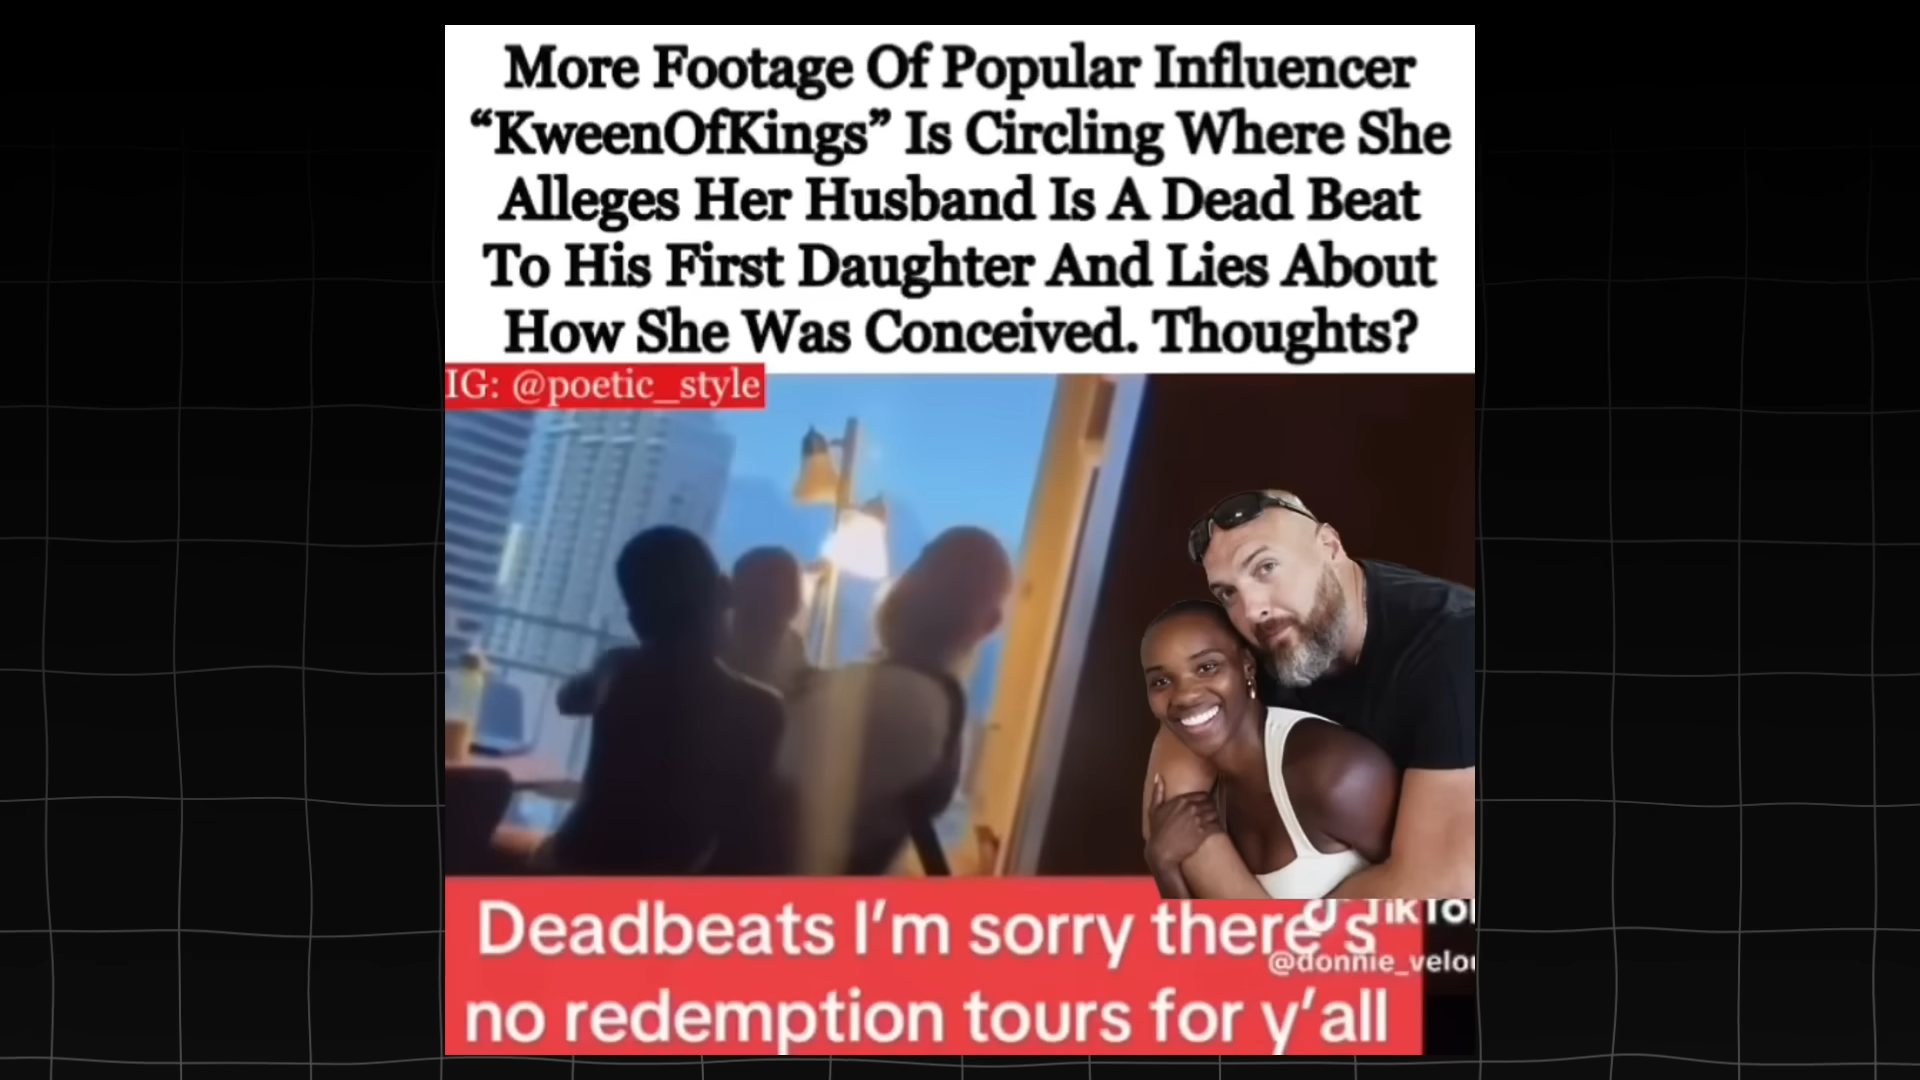 More Footage Of Popular Influencer
“KweenOfKings” Is Circling Where She
Alleges Her Husband Is A Dead Beat
To His First Daughter And Lies About
How She Was Conceived. Thoughts?
IG: @poetic_style
Deadbeats I’m sorry there’s
TikTo
@donnie_velou
no redemption tours for y’all